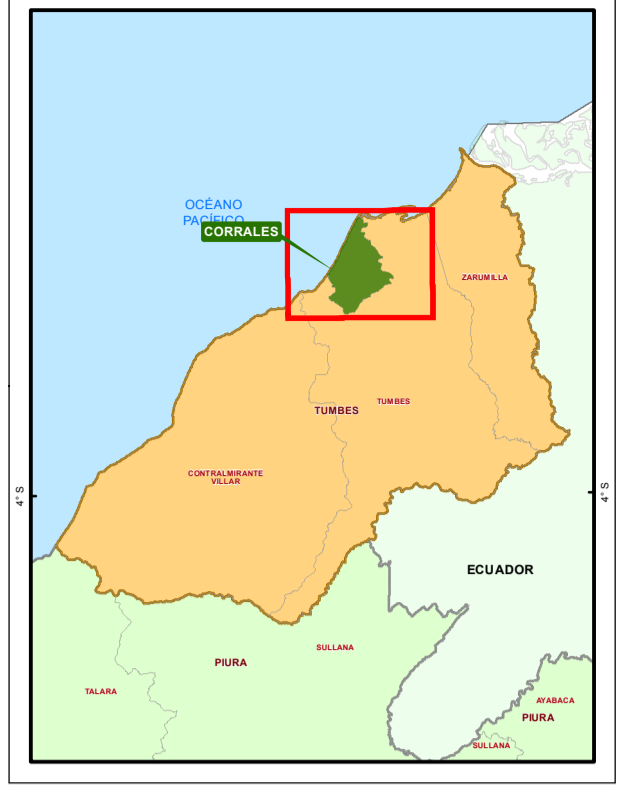 OCÉANO
PACÍFICO
CORRALES
ZARUMILLA
TUMBES
TUMBES
CONTRALMIRANTE
VILLAR
4° S
4° S
ECUADOR
SULLANA
PIURA
TALARA
AYABACA
PIURA
SULLANA